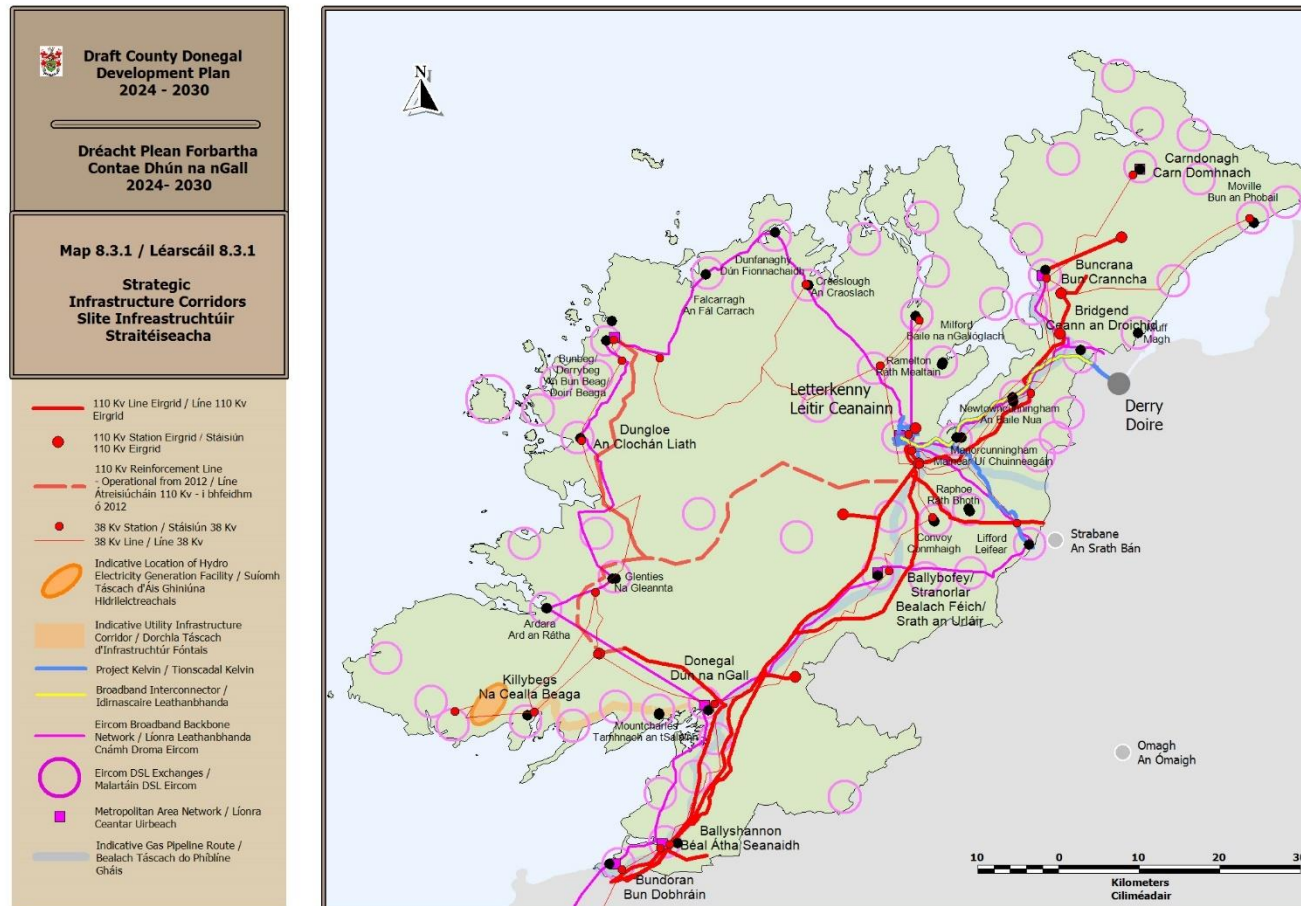 Draft County Donegal
Development Plan
2024 - 2030
Dréacht Plean Forbartha
Contae Dhún na nGall
2024- 2030
Map 8.3.1 / Léarscáil 8.3.1
Strategic
Infrastructure Corridors
Slite Infreastruchtúir
Straitéiseacha
110 Kv Line Eirgrid / Líne 110 Kv
Eirgrid
110 Kv Station Eirgrid / Stáisiún
110 Kv Eirgrid
110 Kv Reinforcement Line
- Operational from 2012 / Líne
Átreisiúcháin 110 Kv - i bhfeidhm
ó 2012
38 Kv Station / Stáisiún 38 Kv
38 Kv Line / Líne 38 Kv
Indicative Location of Hydro
Electricity Generation Facility / Suíomh
Táscach d'Áis Ghiniúna
Hidrileictreachais
Indicative Utility Infrastructure
Corridor / Dorchla Táscach
d'Infrastruchtúr Fóntais
Project Kelvin / Tionscadal Kelvin
Broadband Interconnector /
Idirnascaire Leathanbhanda
Eircom Broadband Backbone
Network / Líonra Leathanbhanda
Cnámh Droma Eircom
Eircom DSL Exchanges /
Malartáin DSL Eircom
Metropolitan Area Network / Líonra
Ceantar Uirbeach
Indicative Gas Pipeline Route /
Bealach Táscach do Phíblíne
Gháis
N
Carndonagh
Carn Domhnach
Moville
Bun an Phobail
Dunfanaghy
Dún Fionnachaidh
Creeslough
An Craoslach
Buncrana
Bun Cranncha
Falcarragh
An Fál Carrach
Bridgend
Ceann an Droichid
Muff
Magh
Milford
Baile na nGallóglach
Bunbeg/
Derrybeg
An Bun Beag/
Doirí Beaga
Ramelton
Ráth Mealtain
Letterkenny
Leitir Ceanainn
Derry
Doire
Newtowncunningham
An Baile Nua
Dungloe
An Clochán Liath
Manorcunningham
Mainéar Uí Chuinneagáin
Raphoe
Ráth Bhoth
Convoy
Conmhaigh
Lifford
Leifear
Strabane
An Srath Bán
Glenties
Na Gleannta
Ballybofey/
Stranorlar
Bealach Féich/
Srath an Urláir
Ardara
Ard an Rátha
Donegal
Dún na nGall
Killybegs
Na Cealla Beaga
Mountcharles
Tamhnach an tSalainn
Omagh
An Ómaigh
Ballyshannon
Béal Átha Seanaidh
Bundoran
Bun Dobhráin
10 0 10 20 30
Kilometers
Ciliméadair